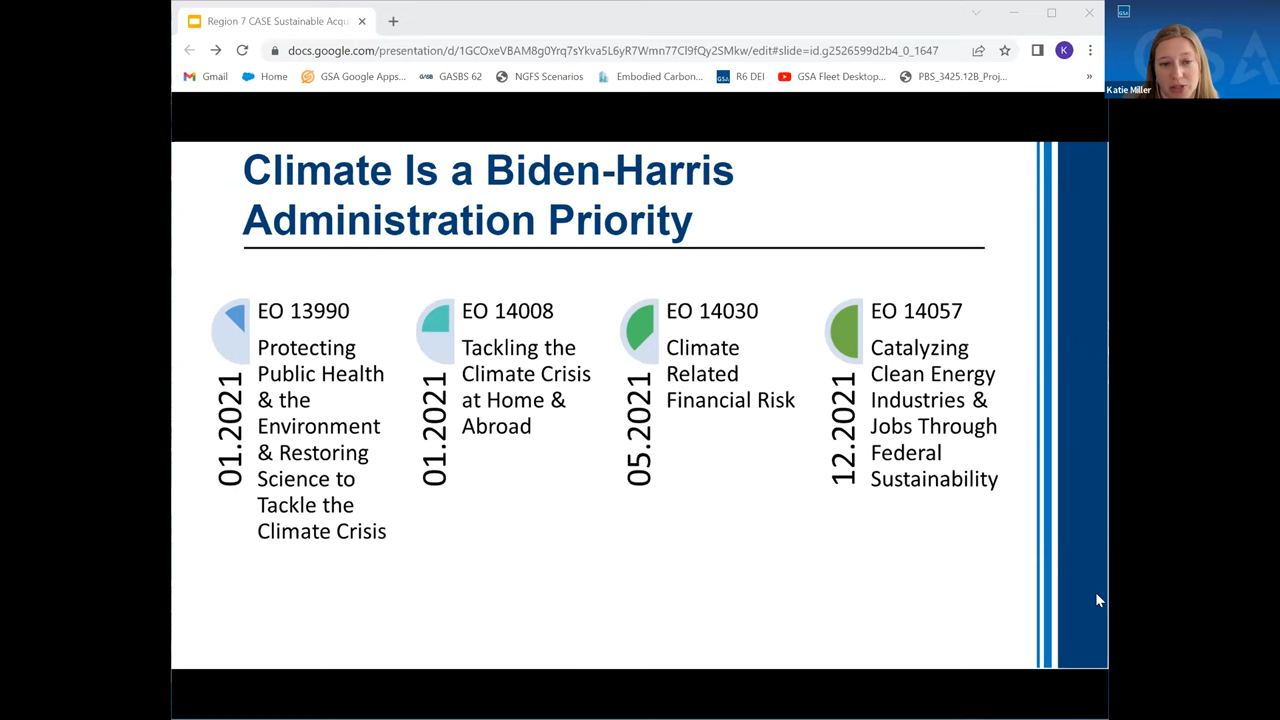 Region 7 CASE Sustainable Acqu
docs.google.com/presentation/d/1GCOxeVBAM8g0Yrq7sYkva5L6yR7Wmn77Cl9fQy2SMkw/edit#slide=id.g2526599d2b4_0_1647
K
Gmail
Home
GSA Google Apps...
GASBS 62
NGFS Scenarios
Embodied Carbon...
R6 DEI
GSA Fleet Desktop...
PBS_3425.12B_Proj...
»
GSA
Katie Miller
Climate Is a Biden-Harris
Administration Priority
EO 13990
Protecting
Public Health
& the
Environment
& Restoring
Science to
Tackle the
Climate Crisis
01.2021
EO 14008
Tackling the
Climate Crisis
at Home &
Abroad
01.2021
EO 14030
Climate
Related
Financial Risk
05.2021
EO 14057
Catalyzing
Clean Energy
Industries &
Jobs Through
Federal
Sustainability
12.2021